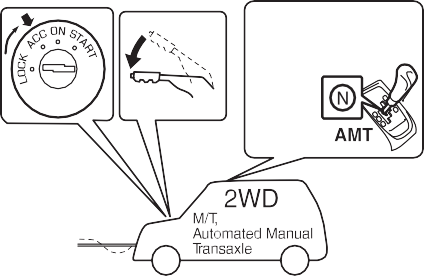 LOCK ACC ON START
N
AMT
2WD
M/T,
Automated Manual
Transaxle